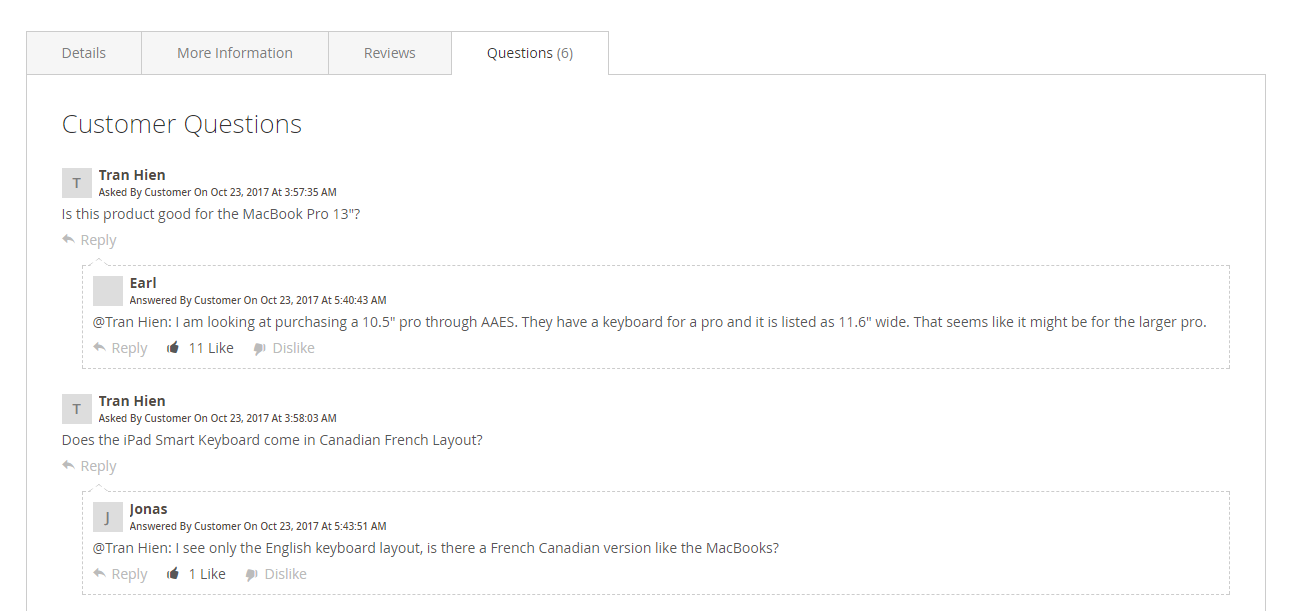 Details More Information Reviews Questions (6)
Customer Questions
T Tran Hien
Asked By Customer On Oct 23, 2017 At 3:57:35 AM
Is this product good for the MacBook Pro 13"?
Reply
Earl
Answered By Customer On Oct 23, 2017 At 5:40:43 AM
@Tran Hien: I am looking at purchasing a 10.5" pro through AAES. They have a keyboard for a pro and it is listed as 11.6" wide. That seems like it might be for the larger pro.
Reply 11 Like Dislike
T Tran Hien
Asked By Customer On Oct 23, 2017 At 3:58:03 AM
Does the iPad Smart Keyboard come in Canadian French Layout?
Reply
J Jonas
Answered By Customer On Oct 23, 2017 At 5:43:51 AM
@Tran Hien: I see only the English keyboard layout, is there a French Canadian version like the MacBooks?
Reply 1 Like Dislike